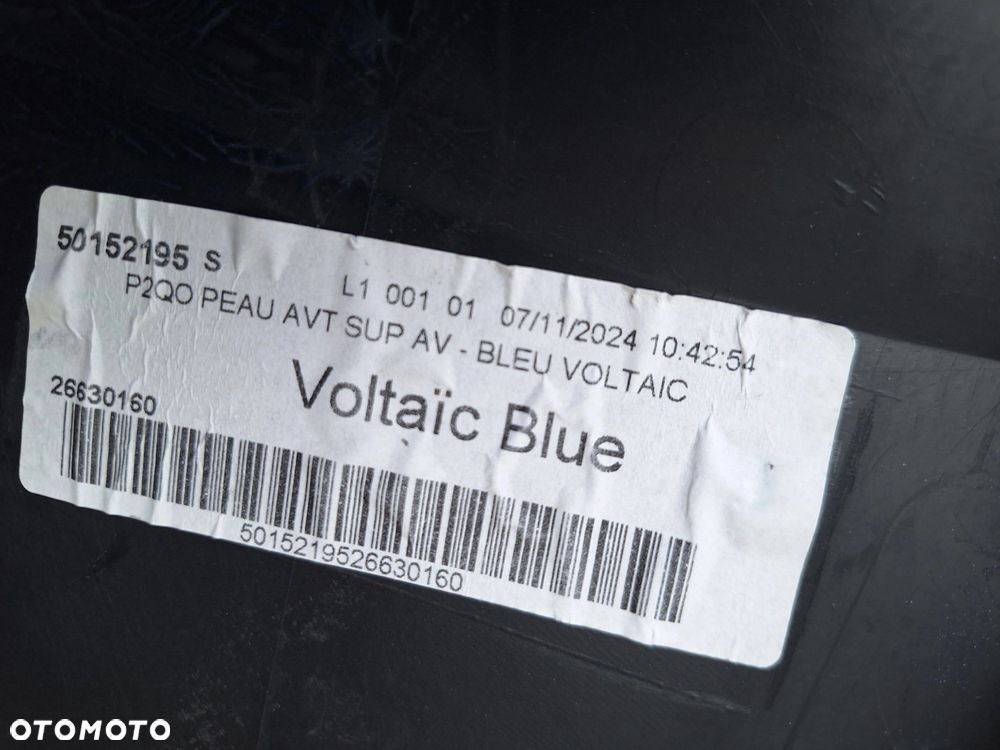 50152195 S
L1 001 01 07/11/2024 10:42:54
P2QO PEAU AVT SUP AV - BLEU VOLTAIC
Voltaïc Blue
26630160
5015219526630160
OTOMOTO